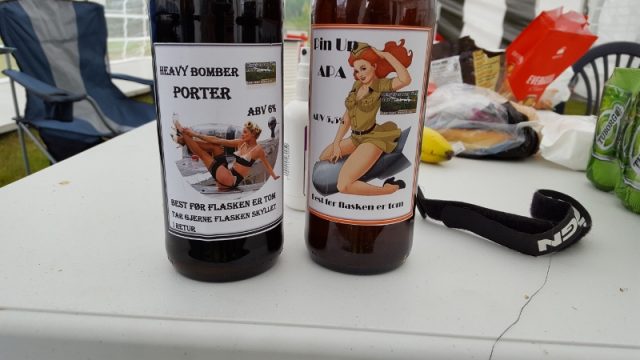 HEAVY BOMBER
PORTER
ABV 6%
BEST FØR FLASKEN ER TOM
TAR GJERNE FLASKEN SKYLLET
I RETUR
Pin Up
APA
ABV 5,5%
Best før flasken er tom